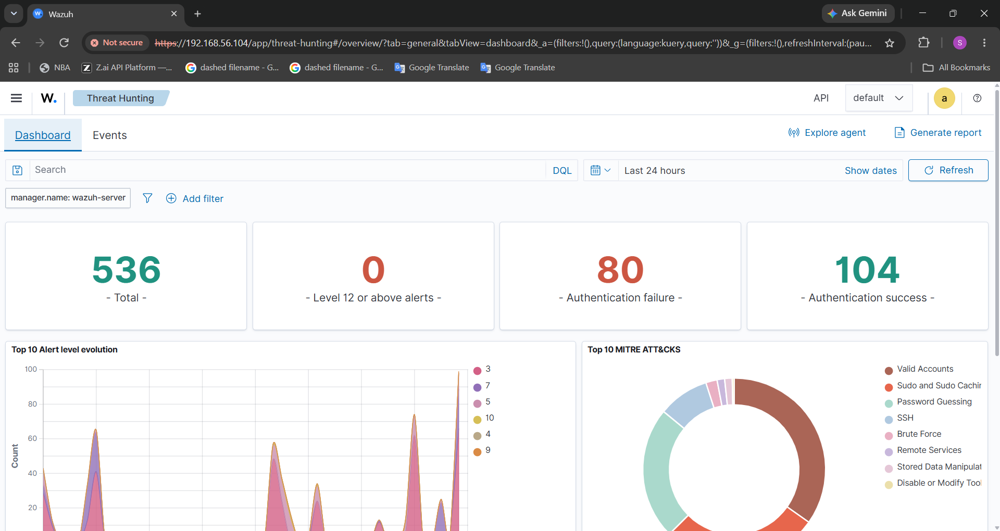 Wazuh
Ask Gemini
Not secure
https://192.168.56.104/app/threat-hunting#/overview/?tab=general&tabView=dashboard&_a=(filters:!(),query:(language:kuery,query:''))&_g=(filters:!(),refreshInterval:(pau...
S
NBA
Z.ai API Platform —...
dashed filename - G...
dashed filename - G...
Google Translate
Google Translate
All Bookmarks
W.
Threat Hunting
API
default
a
Dashboard
Events
Explore agent
Generate report
Search
DQL
Last 24 hours
Show dates
Refresh
manager.name: wazuh-server
Add filter
536
- Total -
0
- Level 12 or above alerts -
80
- Authentication failure -
104
- Authentication success -
Top 10 Alert level evolution
100
80
60
40
20
Count
3
7
5
10
4
9
Top 10 MITRE ATT&CKS
Valid Accounts
Sudo and Sudo Cachin
Password Guessing
SSH
Brute Force
Remote Services
Stored Data Manipulat
Disable or Modify Tool